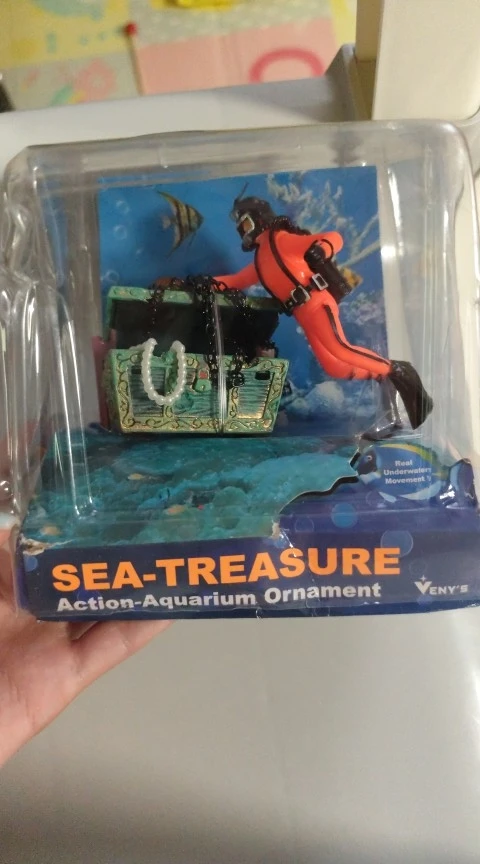 Real
Underwater
Movement !
SEA-TREASURE
Action-Aquarium Ornament
VENY'S